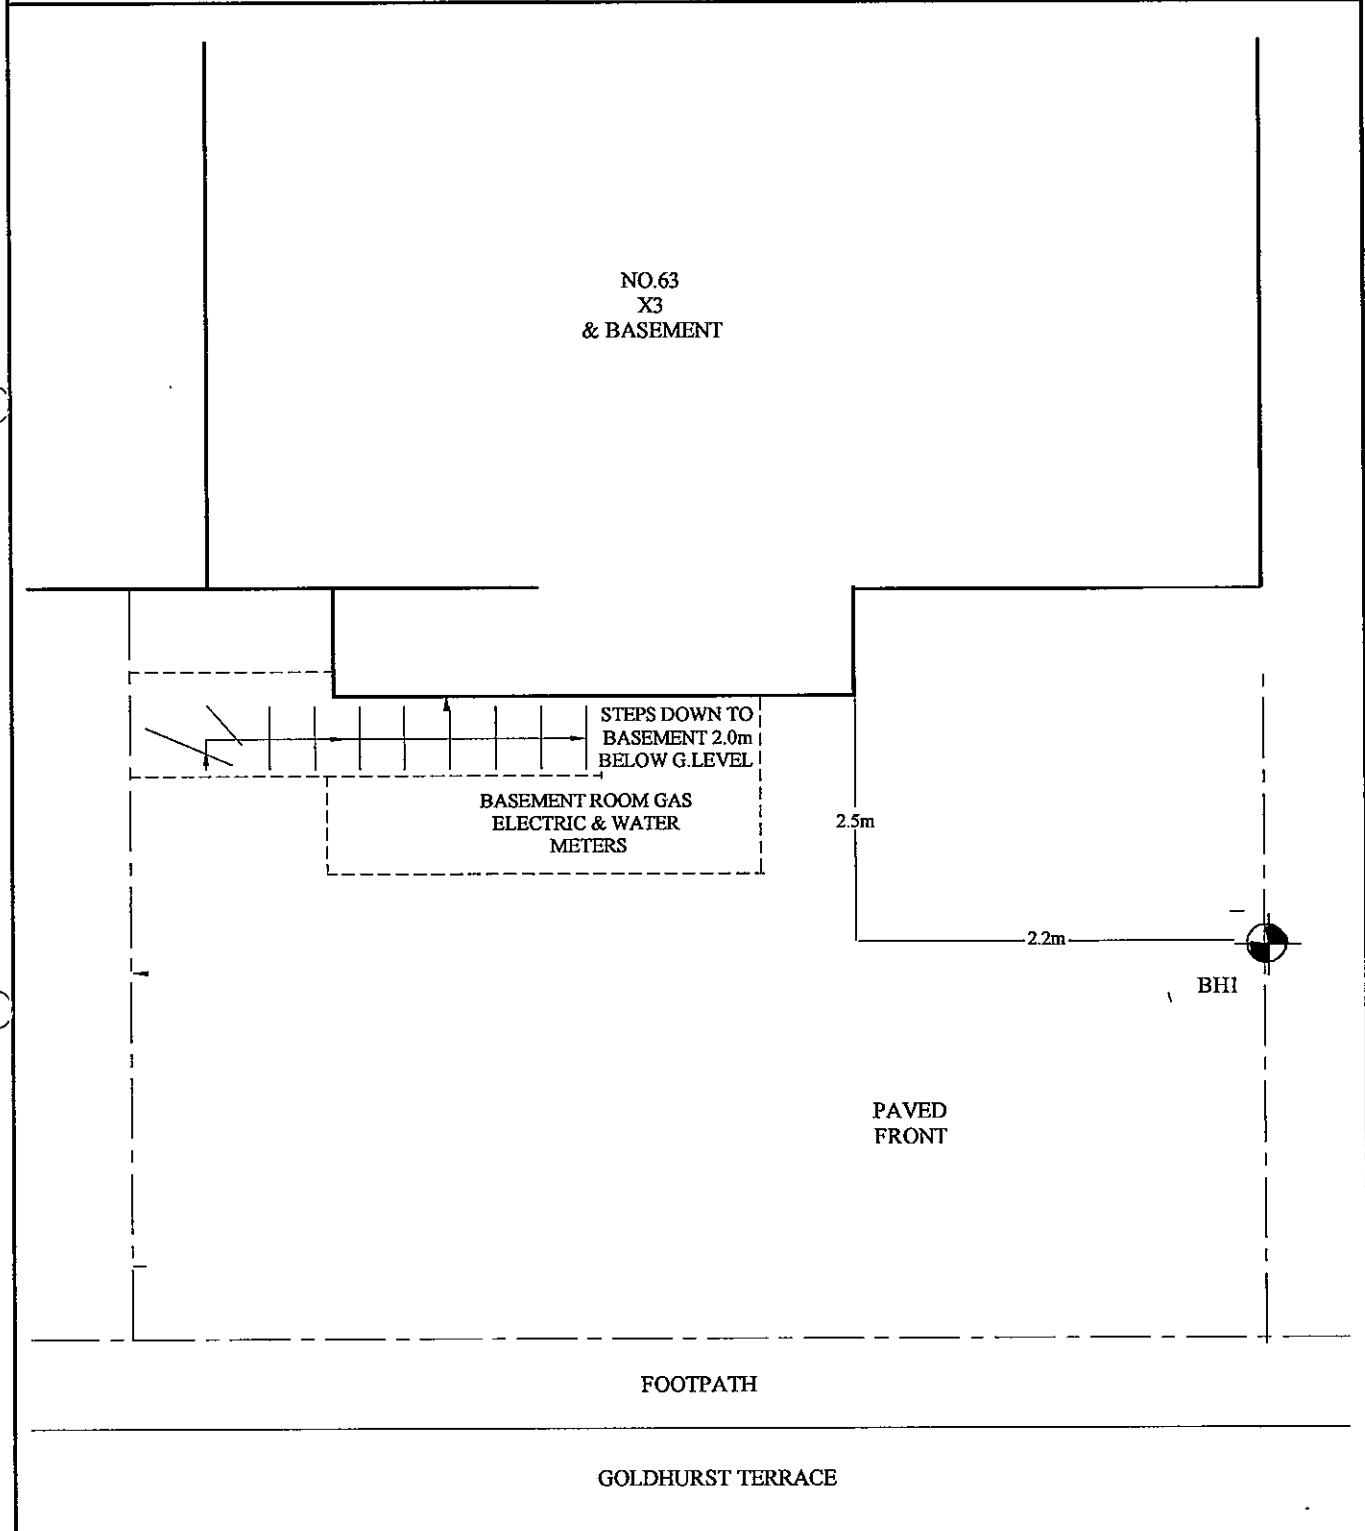 NO.63
X3
& BASEMENT
STEPS DOWN TO
BASEMENT 2.0m
BELOW G.LEVEL
BASEMENT ROOM GAS
ELECTRIC & WATER
METERS
2.5m
2.2m
BH1
PAVED
FRONT
FOOTPATH
GOLDHURST TERRACE